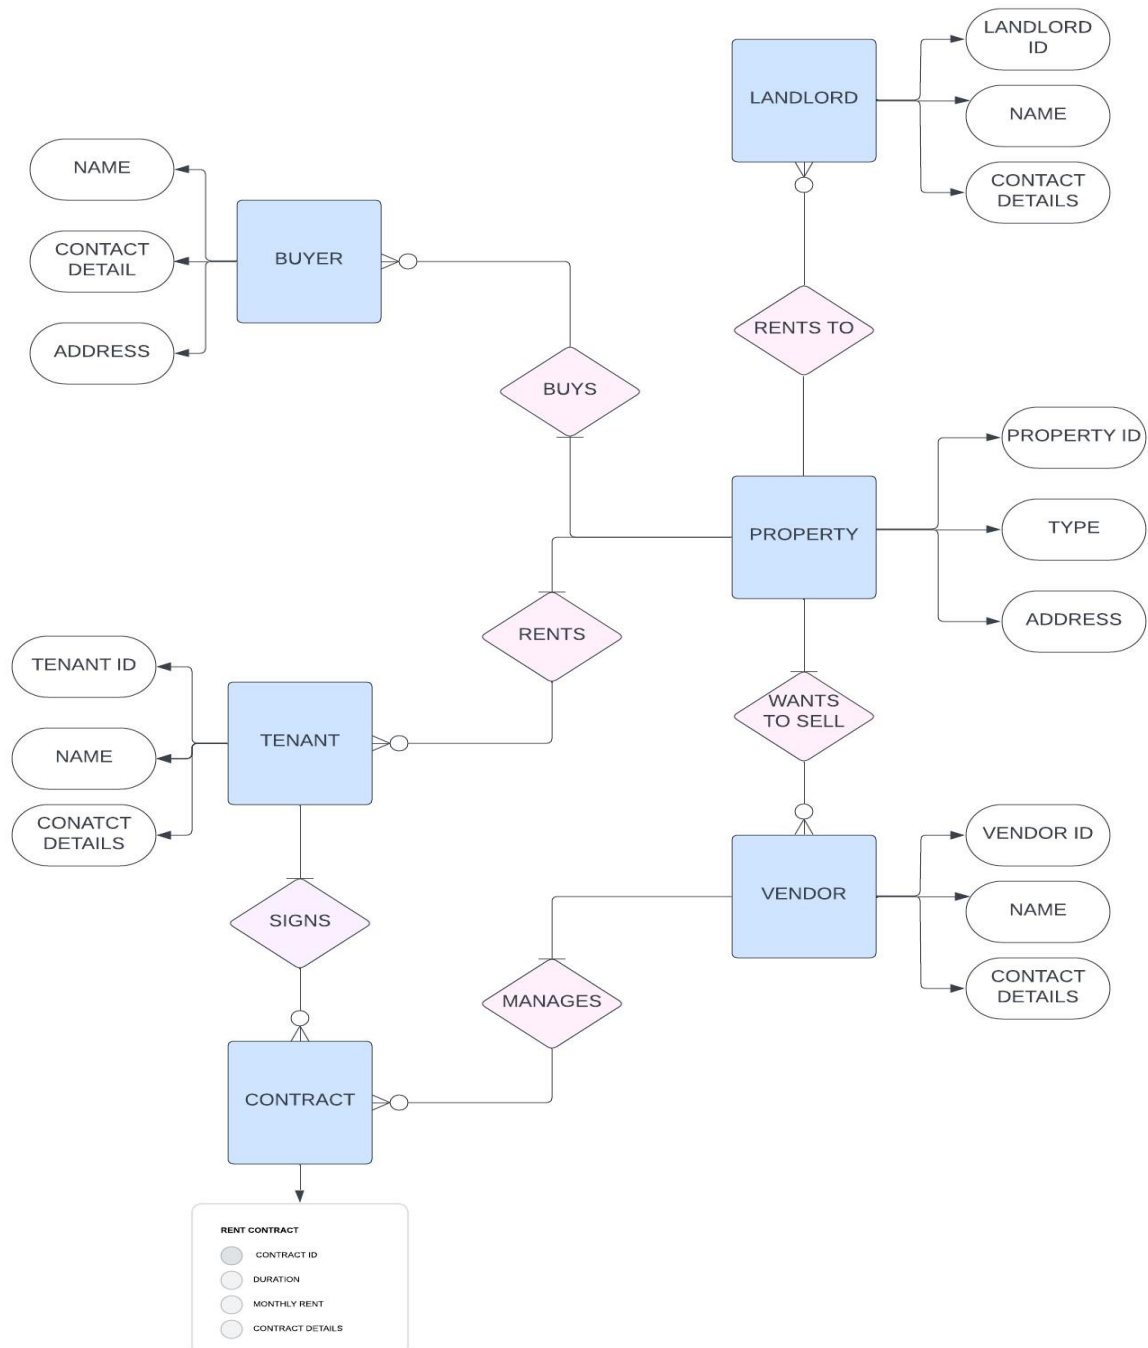 LANDLORD
ID
LANDLORD
NAME
CONTACT
DETAILS
NAME
BUYER
CONTACT
DETAIL
ADDRESS
RENTS TO
BUYS
PROPERTY ID
PROPERTY
TYPE
ADDRESS
RENTS
TENANT ID
WANTS
TO SELL
TENANT
NAME
CONATCT
DETAILS
VENDOR ID
VENDOR
NAME
SIGNS
CONTACT
DETAILS
MANAGES
CONTRACT
RENT CONTRACT
CONTRACT ID
DURATION
MONTHLY RENT
CONTRACT DETAILS